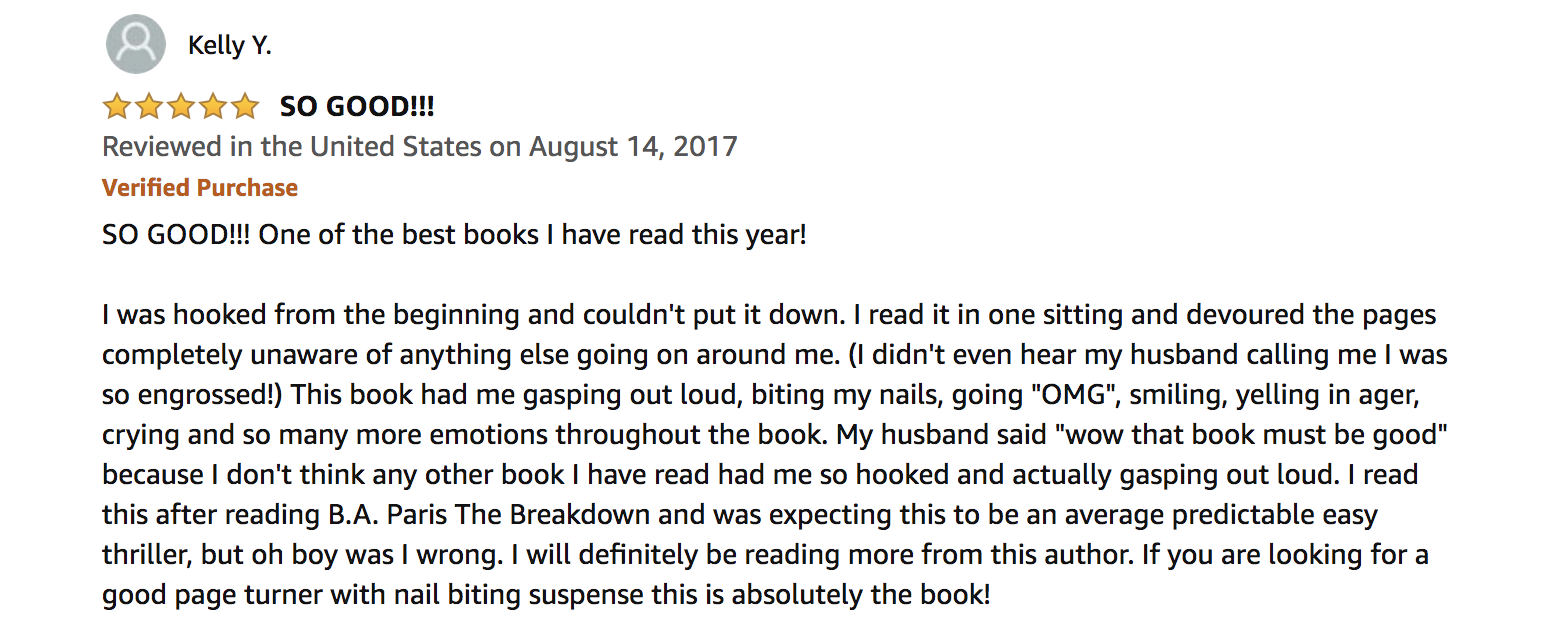 Kelly Y.
SO GOOD!!!
Reviewed in the United States on August 14, 2017
Verified Purchase
SO GOOD!!! One of the best books I have read this year!
I was hooked from the beginning and couldn't put it down. I read it in one sitting and devoured the pages
completely unaware of anything else going on around me. (I didn't even hear my husband calling me I was
so engrossed!) This book had me gasping out loud, biting my nails, going "OMG", smiling, yelling in ager,
crying and so many more emotions throughout the book. My husband said "wow that book must be good"
because I don't think any other book I have read had me so hooked and actually gasping out loud. I read
this after reading B.A. Paris The Breakdown and was expecting this to be an average predictable easy
thriller, but oh boy was I wrong. I will definitely be reading more from this author. If you are looking for a
good page turner with nail biting suspense this is absolutely the book!